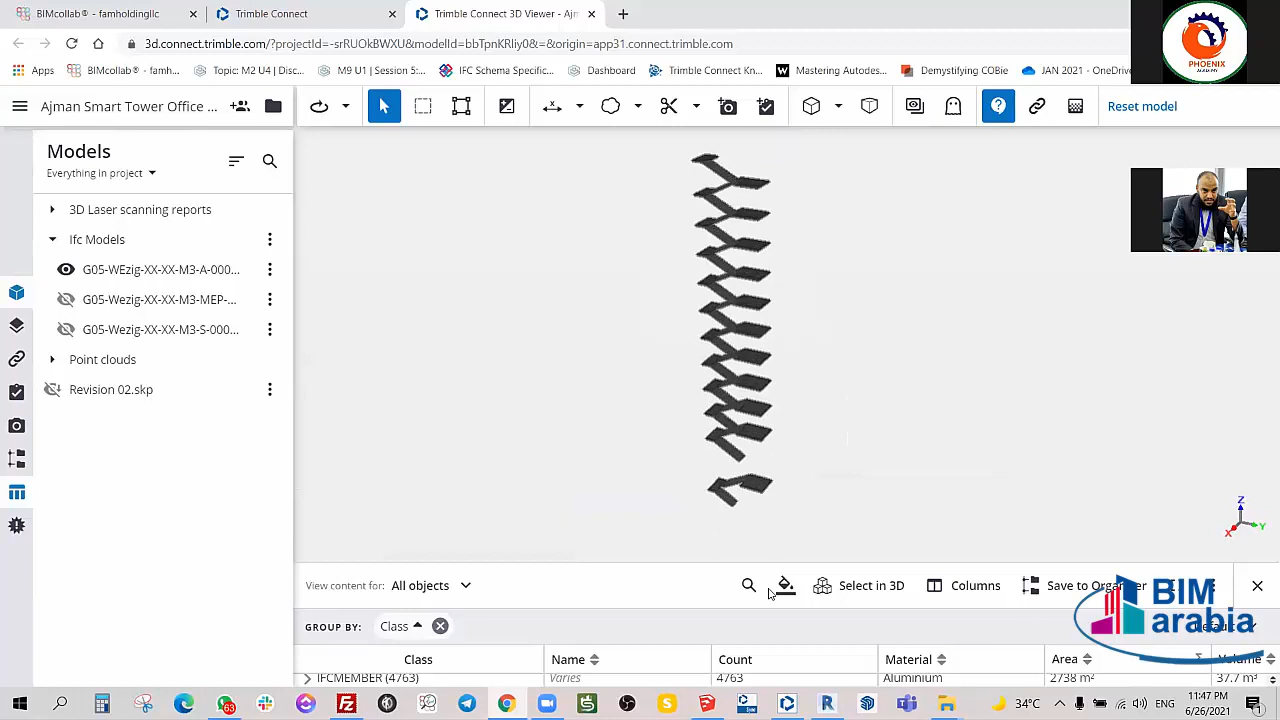 BIMcollab® - famholdingllc
Trimble Connect
Trimble Connect 3D Viewer - Ajm
3d.connect.trimble.com/?projectId=-srRUOkBWXU&modelId=bbTpnKTRy0&=&origin=app31.connect.trimble.com
Apps
BIMcollab® - famh...
Topic: M2 U4 | Disc...
M9 U1 | Session 5:...
IFC Schema Specific...
Dashboard
Trimble Connect Kn...
Mastering Autodes...
Demystifying COBie
JAN 2021 - OneDriv
PHOENIX
Ajman Smart Tower Office ...
Reset model
Models
Everything in project
3D Laser scanning reports
Ifc Models
G05-WEzig-XX-XX-M3-A-000...
G05-Wezig-XX-XX-M3-MEP-...
G05-Wezig-XX-XX-M3-S-000...
Point clouds
Revision 02.skp
Z
X
Y
View content for: All objects
Select in 3D
Columns
Save to Organizer
BIM
arabia
GROUP BY: Class
Default
Class Name Count Material Area Volume
IFCMEMBER (4763) Varies 4763 Aluminium 2738 m² 37.7 m³
63
34°C
ENG
11:47 PM
6/26/2021